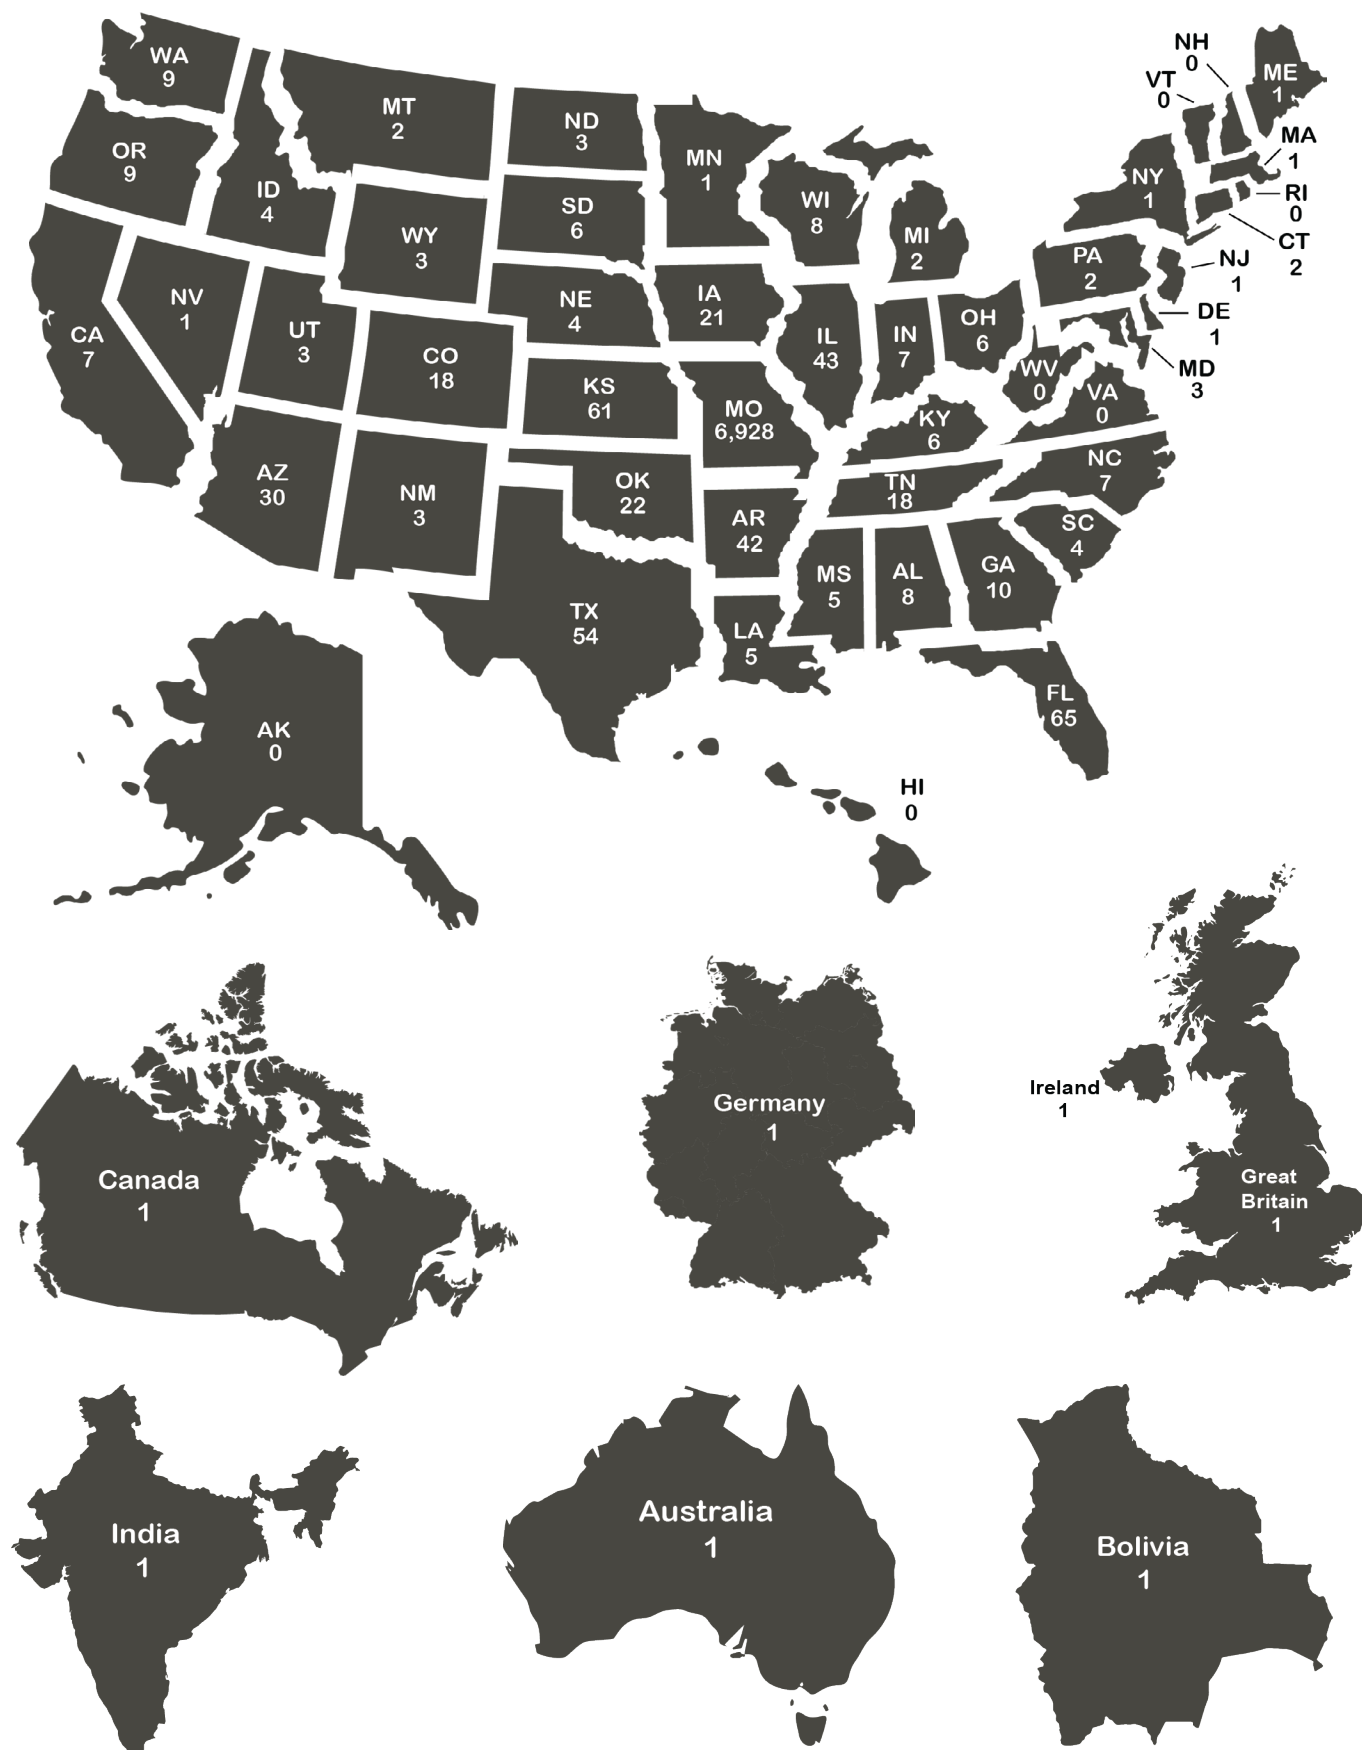 WA
9
OR
9
CA
7
ID
4
NV
1
MT
2
WY
3
UT
3
AZ
30
CO
18
NM
3
ND
3
SD
6
NE
4
KS
61
OK
22
TX
54
MN
1
IA
21
MO
6,928
AR
42
LA
5
WI
8
IL
43
MI
2
IN
7
OH
6
KY
6
TN
18
MS
5
AL
8
GA
10
FL
65
SC
4
NC
7
VA
0
WV
0
PA
2
NY
1
VT
0
NH
0
ME
1
MA
1
RI
0
CT
2
NJ
1
DE
1
MD
3
AK
0
HI
0
Canada
1
Germany
1
Ireland
1
Great
Britain
1
India
1
Australia
1
Bolivia
1